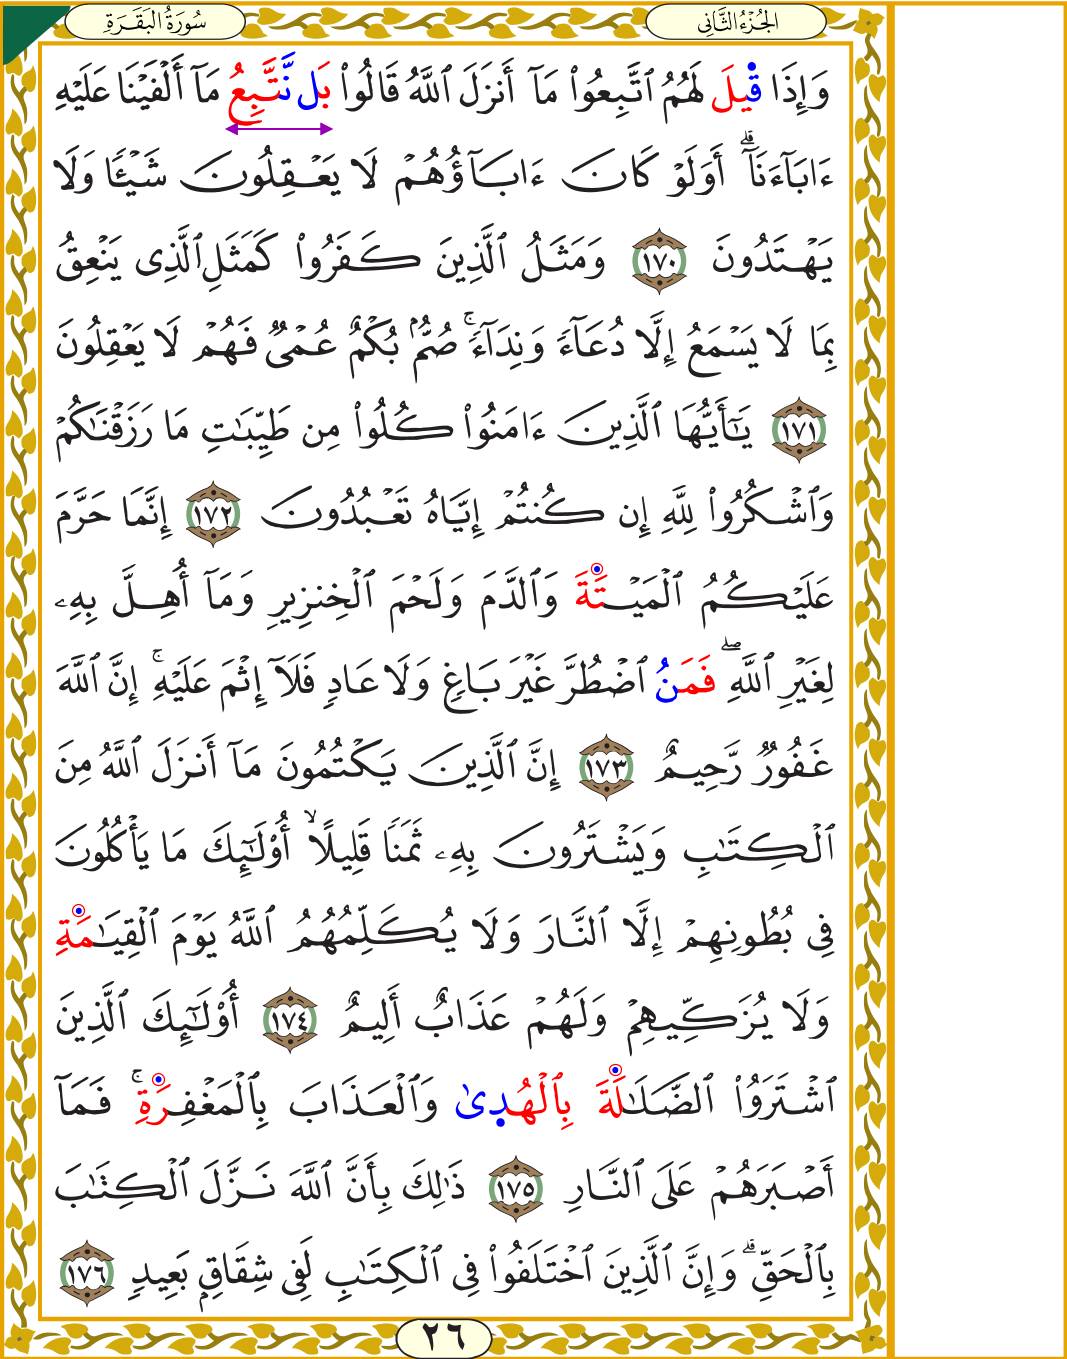 سُورَةُ البَقَرَةِ
الجُزْءُ الثَّانِي
وَإِذَا قُيلَ لَهُمُ ٱتَّبِعُوا۟ مَآ أَنزَلَ ٱللَّهُ قَالُوا۟ بَل نَّتَّبِعُ مَآ أَلْفَيْنَا عَلَيْهِ
ءَابَآءَنَآ ۗ أَوَلَوْ كَانَ ءَابَآؤُهُمْ لَا يَعْقِلُونَ شَيْـًٔا وَلَا
يَهْتَدُونَ ١٧٠ وَمَثَلُ ٱلَّذِينَ كَفَرُوا۟ كَمَثَلِ ٱلَّذِى يَنْعِقُ
بِمَا لَا يَسْمَعُ إِلَّا دُعَآءً وَنِدَآءً ۚ صُمٌّۢ بُكْمٌ عُمْىٌ فَهُمْ لَا يَعْقِلُونَ
١٧١ يَـٰٓأَيُّهَا ٱلَّذِينَ ءَامَنُوا۟ كُلُوا۟ مِن طَيِّبَـٰتِ مَا رَزَقْنَـٰكُمْ
وَٱشْكُرُوا۟ لِلَّهِ إِن كُنتُمْ إِيَّاهُ تَعْبُدُونَ ١٧٢ إِنَّمَا حَرَّمَ
عَلَيْكُمُ ٱلْمَيْتَةَ وَٱلدَّمَ وَلَحْمَ ٱلْخِنزِيرِ وَمَآ أُهِلَّ بِهِۦ
لِغَيْرِ ٱللَّهِ ۖ فَمَنُ ٱضْطُرَّ غَيْرَ بَاغٍ وَلَا عَادٍ فَلَآ إِثْمَ عَلَيْهِ ۚ إِنَّ ٱللَّهَ
غَفُورٌ رَّحِيمٌ ١٧٣ إِنَّ ٱلَّذِينَ يَكْتُمُونَ مَآ أَنزَلَ ٱللَّهُ مِنَ
ٱلْكِتَـٰبِ وَيَشْتَرُونَ بِهِۦ ثَمَنًا قَلِيلًا ۙ أُو۟لَـٰٓئِكَ مَا يَأْكُلُونَ
فِى بُطُونِهِمْ إِلَّا ٱلنَّارَ وَلَا يُكَلِّمُهُمُ ٱللَّهُ يَوْمَ ٱلْقِيَـٰمَةِ
وَلَا يُزَكِّيهِمْ وَلَهُمْ عَذَابٌ أَلِيمٌ ١٧٤ أُو۟لَـٰٓئِكَ ٱلَّذِينَ
ٱشْتَرَوُا۟ ٱلضَّلَـٰلَةَ بِٱلْهُدِىٰ وَٱلْعَذَابَ بِٱلْمَغْفِرَةِ ۚ فَمَآ
أَصْبَرَهُمْ عَلَى ٱلنَّارِ ١٧٥ ذَٰلِكَ بِأَنَّ ٱللَّهَ نَزَّلَ ٱلْكِتَـٰبَ
بِٱلْحَقِّ ۗ وَإِنَّ ٱلَّذِينَ ٱخْتَلَفُوا۟ فِى ٱلْكِتَـٰبِ لَفِى شِقَاقٍۭ بَعِيدٍ ١٧٦
٢٦